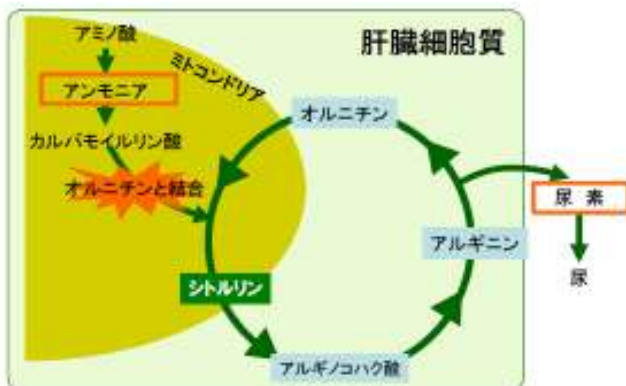 肝臓細胞質
アミノ酸
ミトコンドリア
アンモニア
オルニチン
カルバモイルリン酸
オルニチンと結合
尿素
アルギニン
尿
シトルリン
アルギノコハク酸